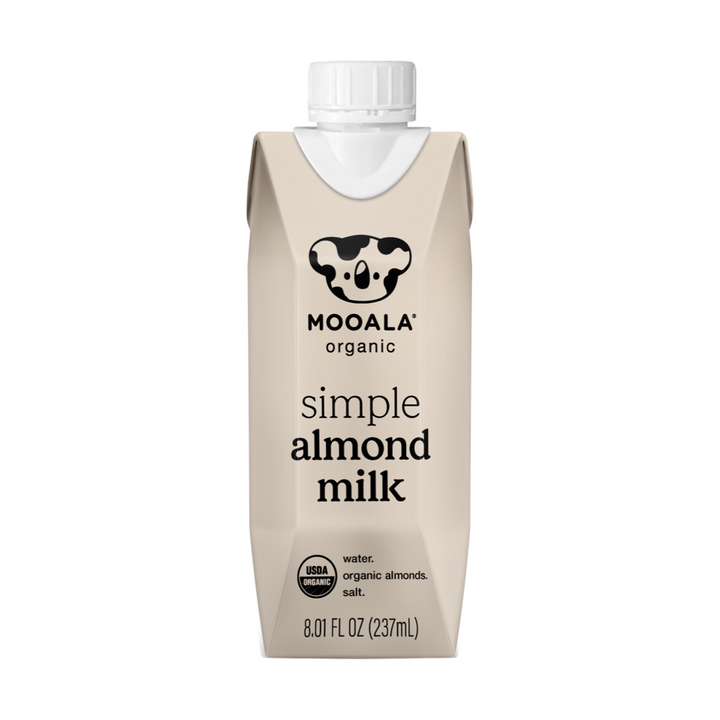 MOOALA®
organic
simple
almond
milk
USDA
ORGANIC
water.
organic almonds.
salt.
8.01 FL OZ (237mL)